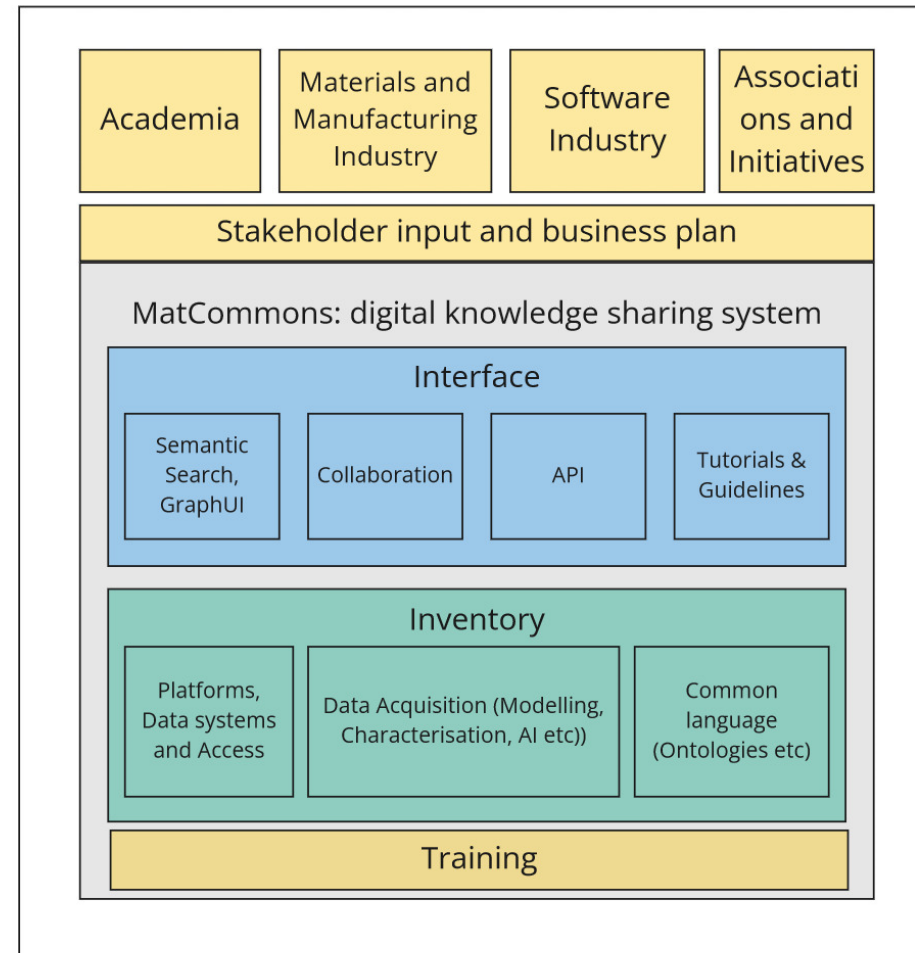 Academia
Materials and
Manufacturing
Industry
Software
Industry
Associati
ons and
Initiatives
Stakeholder input and business plan
MatCommons: digital knowledge sharing system
Interface
Semantic
Search,
GraphUI
Collaboration
API
Tutorials &
Guidelines
Inventory
Platforms,
Data systems
and Access
Data Acquisition (Modelling,
Characterisation, AI etc))
Common
language
(Ontologies etc)
Training